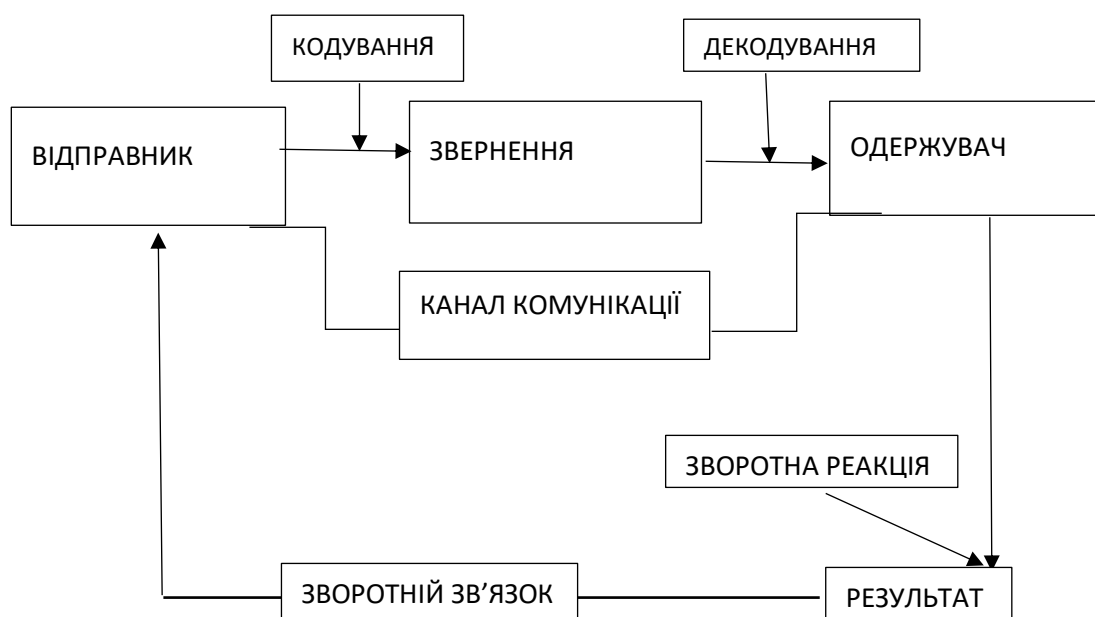 КОДУВАННЯ
ДЕКОДУВАННЯ
ВІДПРАВНИК
ЗВЕРНЕННЯ
ОДЕРЖУВАЧ
КАНАЛ КОМУНІКАЦІЇ
ЗВОРОТНА РЕАКЦІЯ
ЗВОРОТНІЙ ЗВ’ЯЗОК
РЕЗУЛЬТАТ